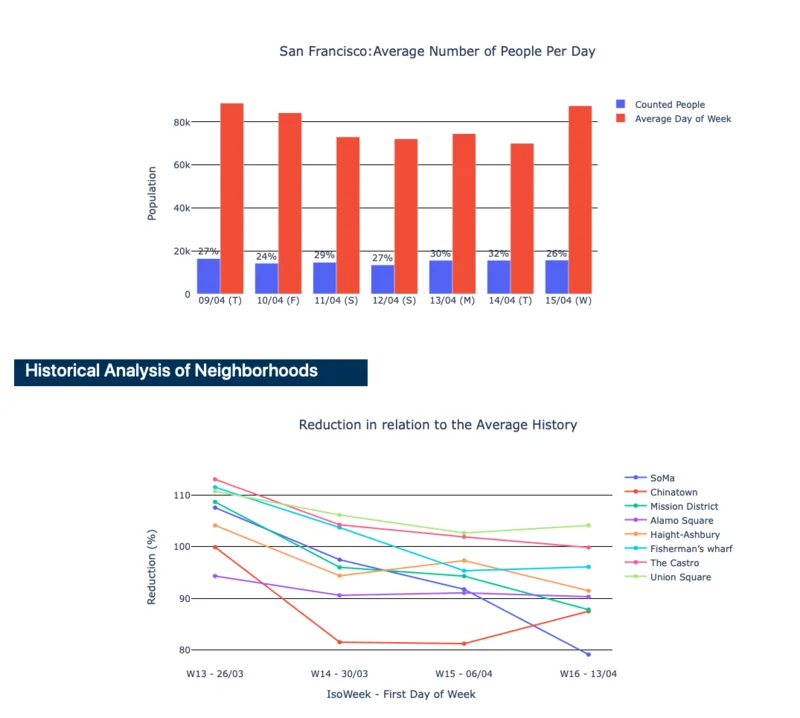 San Francisco:Average Number of People Per Day
Counted People
Average Day of Week
Population
80k
60k
40k
20k
0
27%
24%
29%
27%
30%
32%
26%
09/04 (T)
10/04 (F)
11/04 (S)
12/04 (S)
13/04 (M)
14/04 (T)
15/04 (W)
Historical Analysis of Neighborhoods
Reduction in relation to the Average History
SoMa
Chinatown
Mission District
Alamo Square
Haight-Ashbury
Fisherman’s wharf
The Castro
Union Square
Reduction (%)
110
100
90
80
W13 - 26/03
W14 - 30/03
W15 - 06/04
W16 - 13/04
IsoWeek - First Day of Week